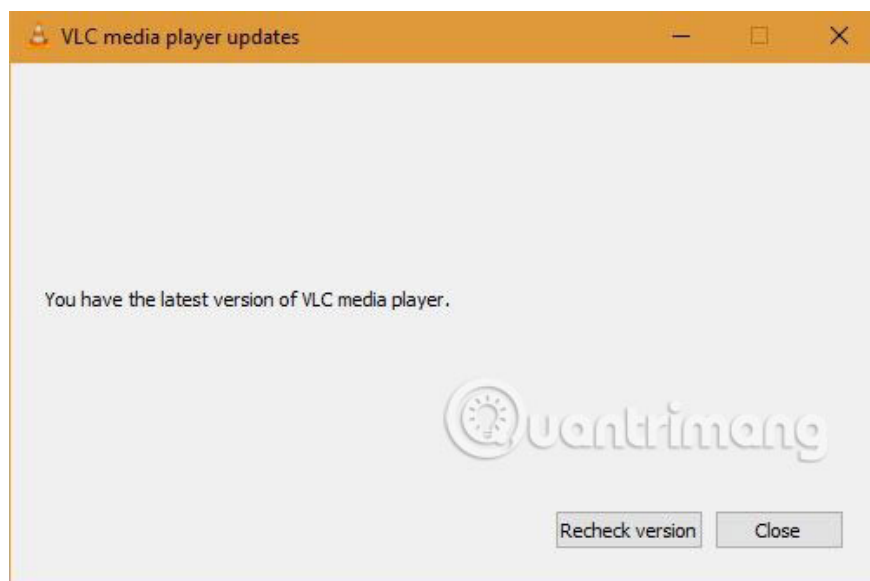 VLC media player updates
You have the latest version of VLC media player.
Quantrimang
Recheck version
Close